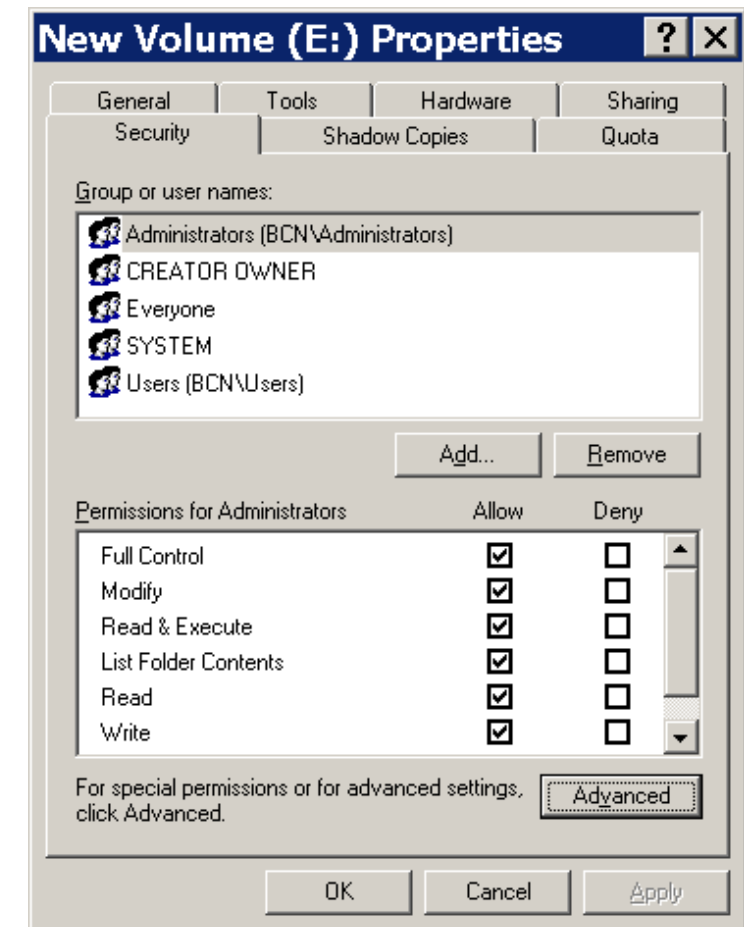 New Volume (E:) Properties
General Tools Hardware Sharing
Security Shadow Copies Quota
Group or user names:
Administrators (BCN\Administrators)
CREATOR OWNER
Everyone
SYSTEM
Users (BCN\Users)
Add... Remove
Permissions for Administrators Allow Deny
Full Control
Modify
Read & Execute
List Folder Contents
Read
Write
For special permissions or for advanced settings,
click Advanced.
Advanced
OK Cancel Apply